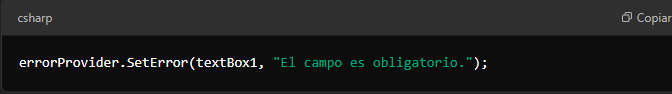 csharp
Copiar
errorProvider.SetError(textBox1, "El campo es obligatorio.");